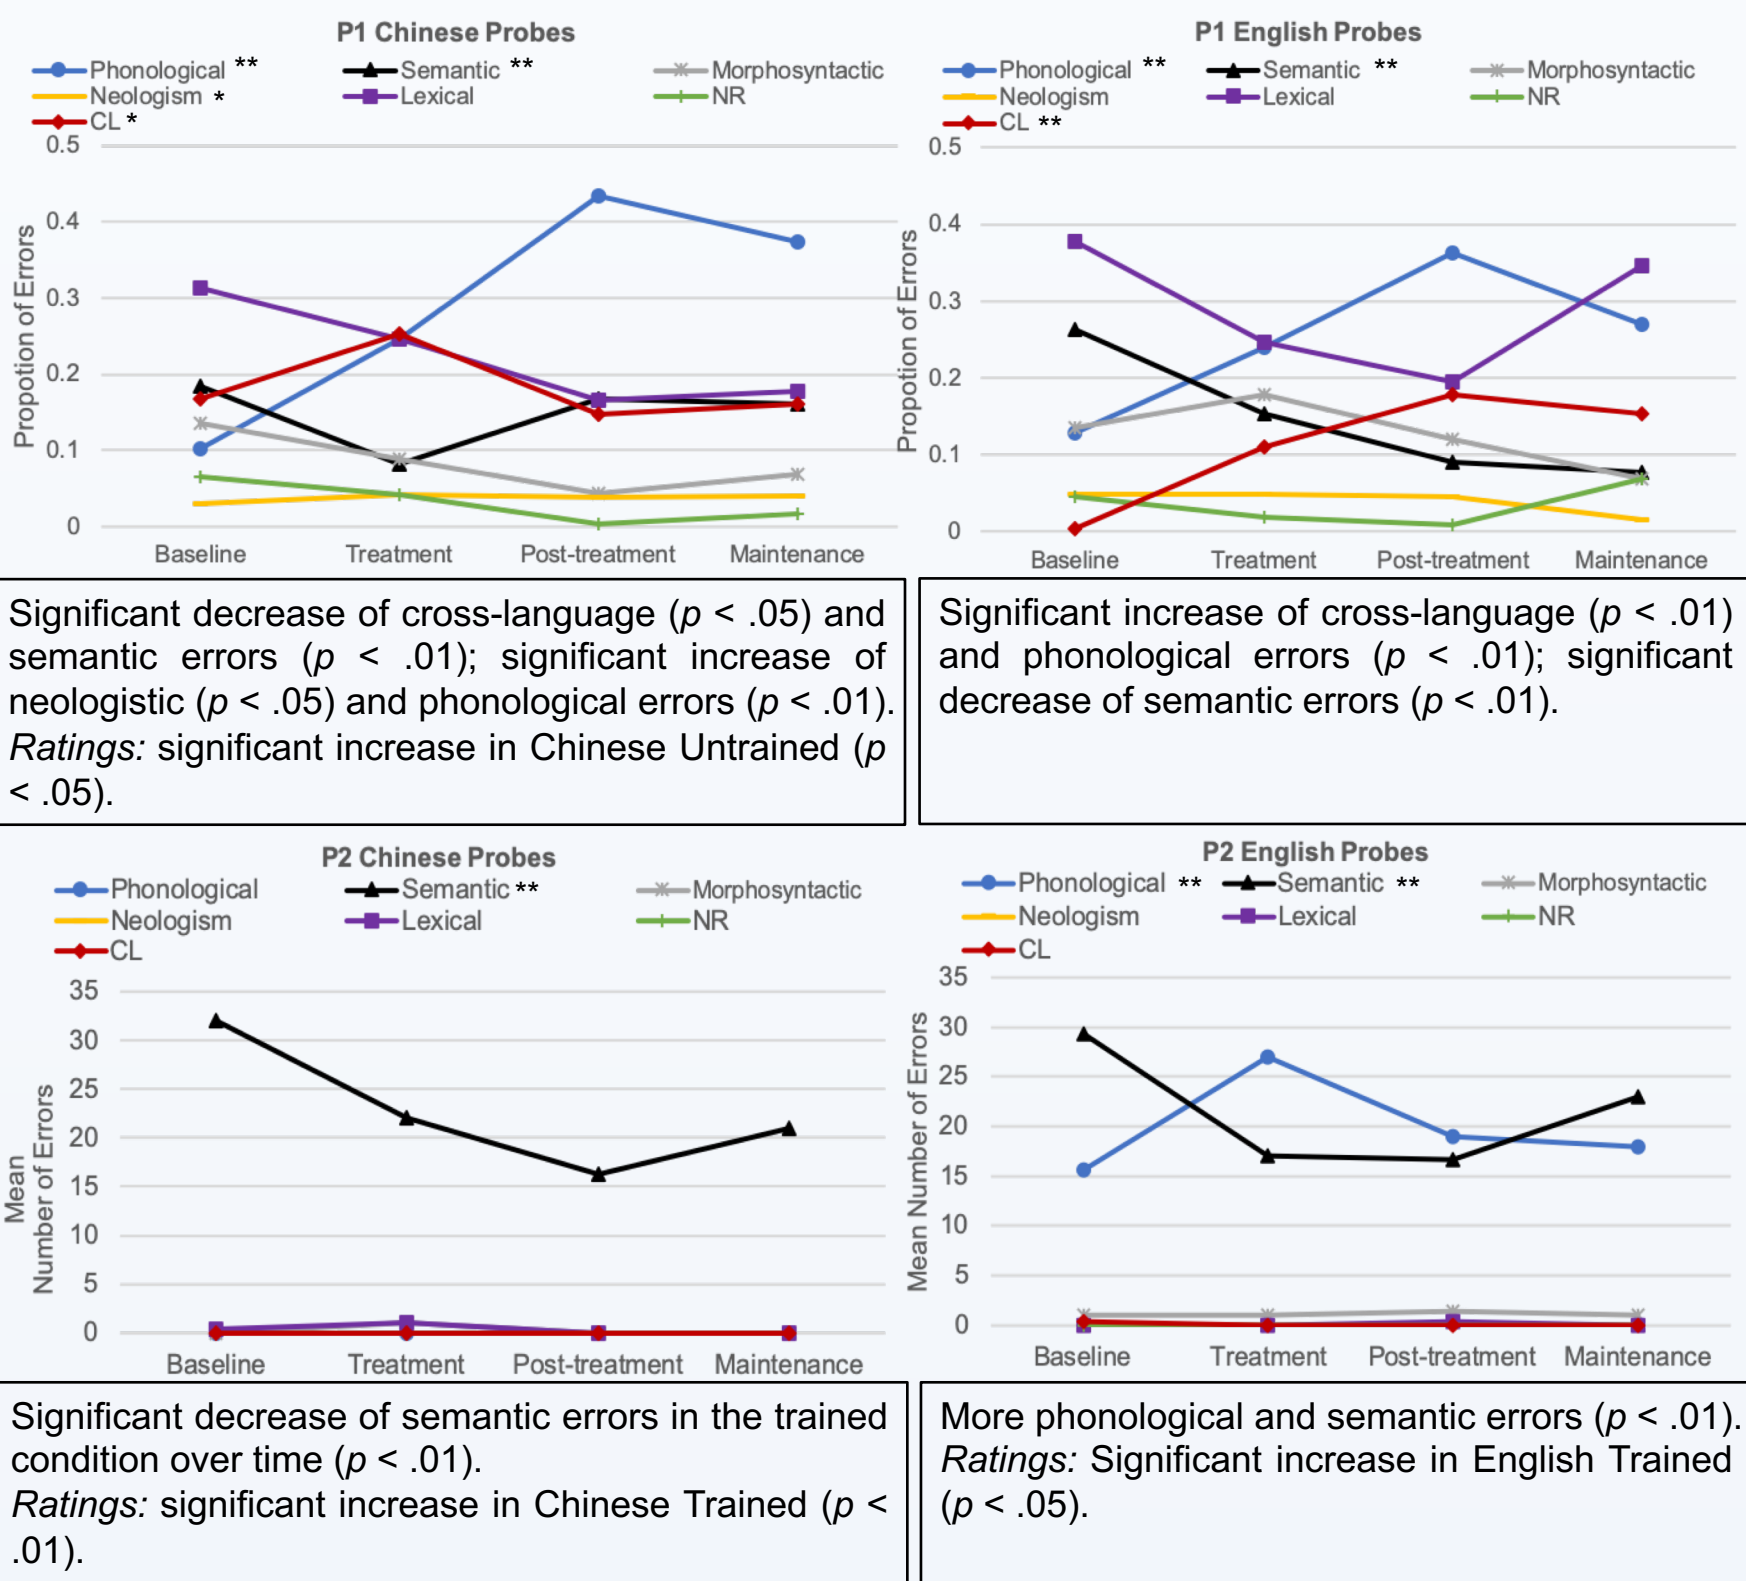 P1 Chinese Probes
Phonological ** Semantic ** Morphosyntactic
Neologism * Lexical NR
CL *
0.5
0.4
0.3
0.2
0.1
0
Propotion of Errors
Baseline Treatment Post-treatment Maintenance
P1 English Probes
Phonological ** Semantic ** Morphosyntactic
Neologism Lexical NR
CL **
0.5
0.4
0.3
0.2
0.1
0
Propotion of Errors
Baseline Treatment Post-treatment Maintenance
Significant decrease of cross-language (p < .05) and
semantic errors (p < .01); significant increase of
neologistic (p < .05) and phonological errors (p < .01).
Ratings: significant increase in Chinese Untrained (p
< .05).
Significant increase of cross-language (p < .01)
and phonological errors (p < .01); significant
decrease of semantic errors (p < .01).
P2 Chinese Probes
Phonological Semantic ** Morphosyntactic
Neologism Lexical NR
CL
35
30
25
20
15
10
5
0
Mean
Number of Errors
Baseline Treatment Post-treatment Maintenance
P2 English Probes
Phonological ** Semantic ** Morphosyntactic
Neologism Lexical NR
CL
35
30
25
20
15
10
5
0
Mean Number of Errors
Baseline Treatment Post-treatment Maintenance
Significant decrease of semantic errors in the trained
condition over time (p < .01).
Ratings: significant increase in Chinese Trained (p <
.01).
More phonological and semantic errors (p < .01).
Ratings: Significant increase in English Trained
(p < .05).